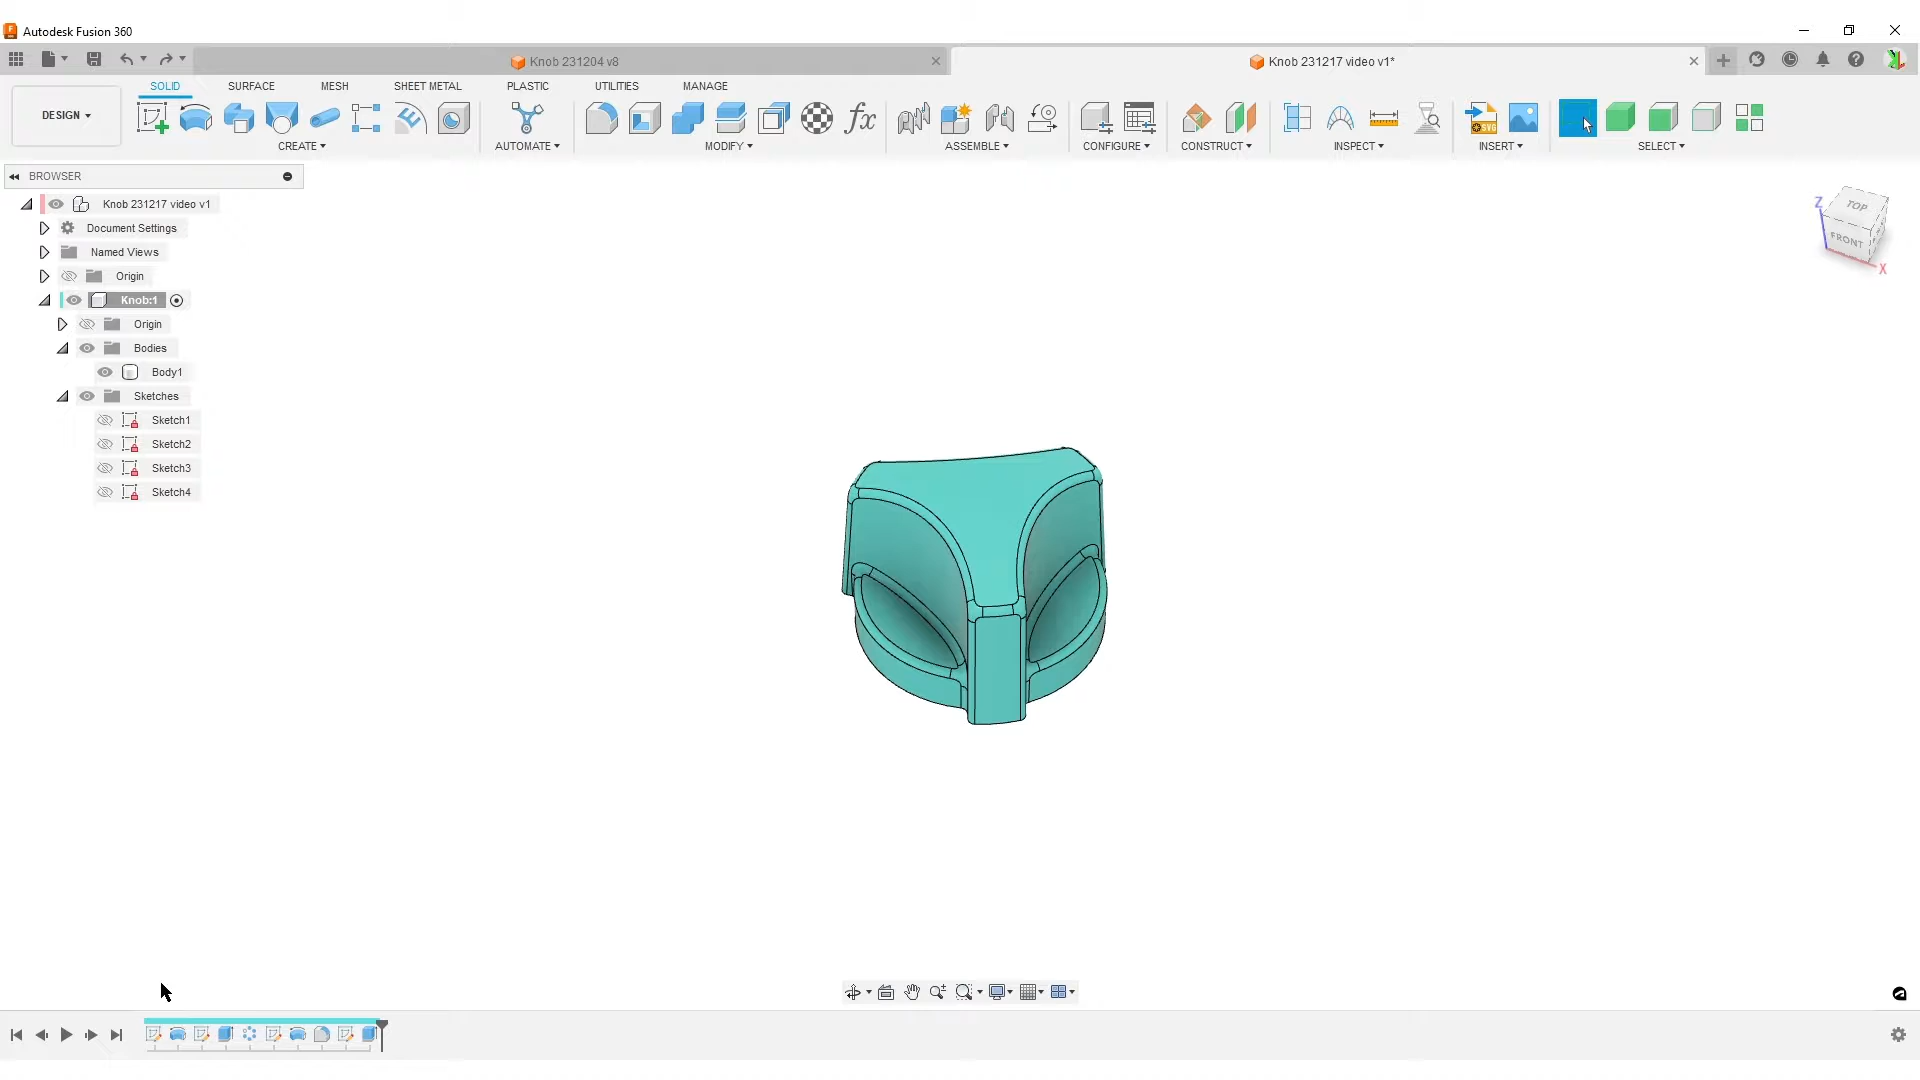 Autodesk Fusion 360
Knob 231204 v8
Knob 231217 video v1*
DESIGN
SOLID
SURFACE
MESH
SHEET METAL
PLASTIC
UTILITIES
MANAGE
CREATE
AUTOMATE
MODIFY
ASSEMBLE
CONFIGURE
CONSTRUCT
INSPECT
INSERT
SELECT
fx
SVG
BROWSER
Knob 231217 video v1
Document Settings
Named Views
Origin
Knob:1
Origin
Bodies
Body1
Sketches
Sketch1
Sketch2
Sketch3
Sketch4
Z
TOP
FRONT
X